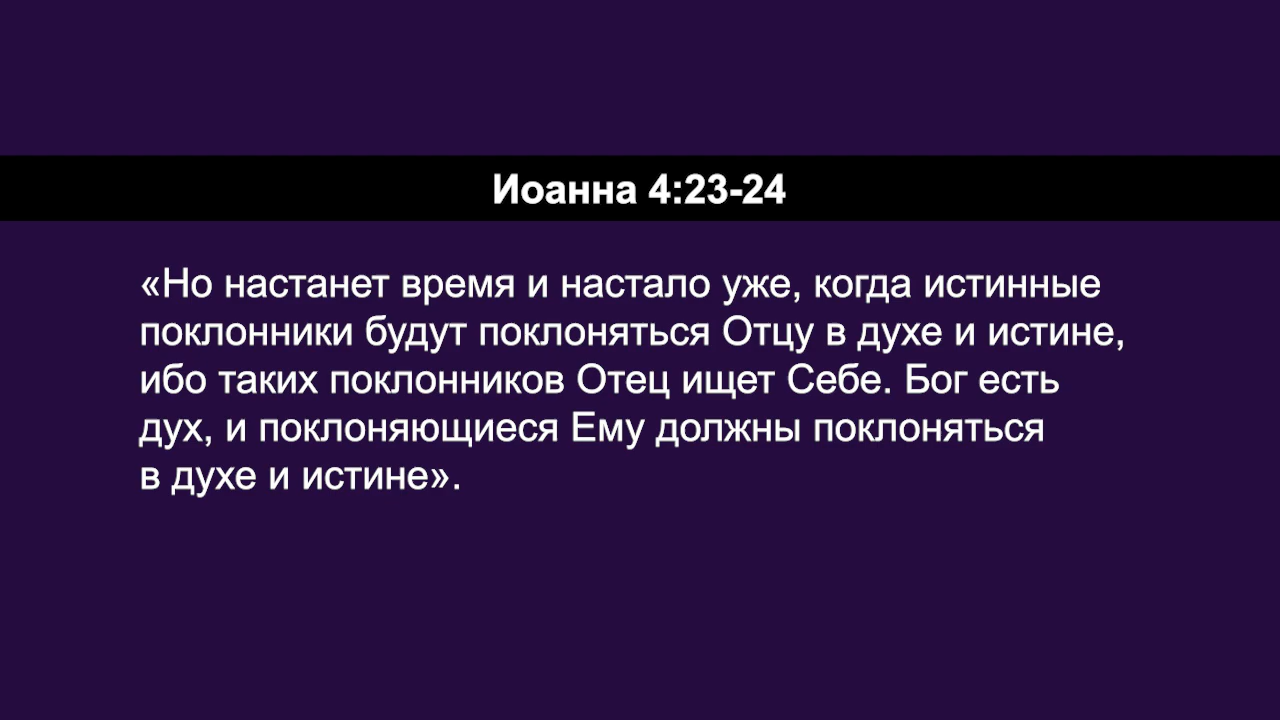 Иоанна 4:23-24
«Но настанет время и настало уже, когда истинные
поклонники будут поклоняться Отцу в духе и истине,
ибо таких поклонников Отец ищет Себе. Бог есть
дух, и поклоняющиеся Ему должны поклоняться
в духе и истине».